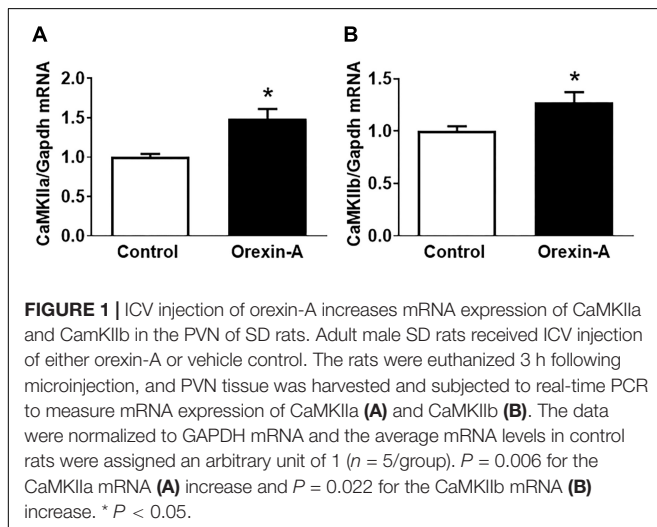 A
CaMKIIa/Gapdh mRNA
2.0
1.5
1.0
0.5
0.0
*
Control
Orexin-A
B
CaMKIIb/Gapdh mRNA
1.5
1.0
0.5
0.0
*
Control
Orexin-A
FIGURE 1 | ICV injection of orexin-A increases mRNA expression of CaMKIIa
and CamKIIb in the PVN of SD rats. Adult male SD rats received ICV injection
of either orexin-A or vehicle control. The rats were euthanized 3 h following
microinjection, and PVN tissue was harvested and subjected to real-time PCR
to measure mRNA expression of CaMKIIa (A) and CaMKIIb (B). The data
were normalized to GAPDH mRNA and the average mRNA levels in control
rats were assigned an arbitrary unit of 1 (n = 5/group). P = 0.006 for the
CaMKIIa mRNA (A) increase and P = 0.022 for the CaMKIIb mRNA (B)
increase. * P < 0.05.